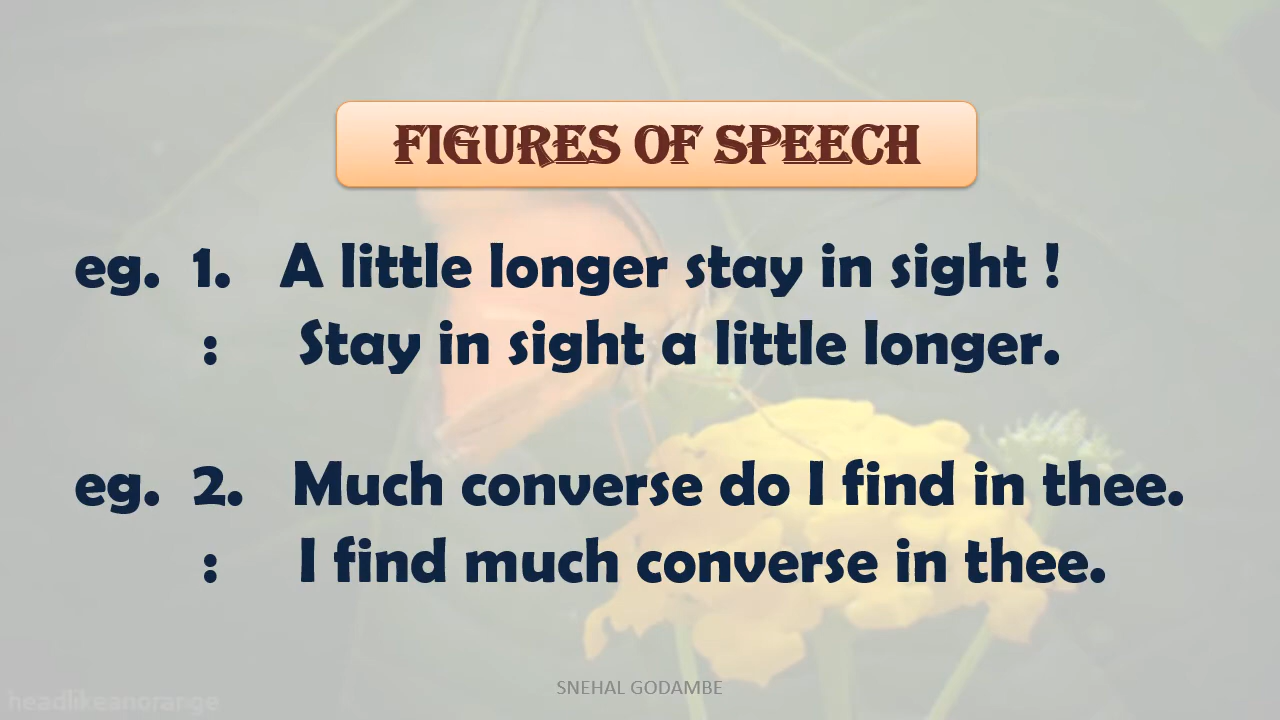 FIGURES OF SPEECH
eg. 1. A little longer stay in sight !
: Stay in sight a little longer.
eg. 2. Much converse do I find in thee.
: I find much converse in thee.
SNEHAL GODAMBE
headlikeanorange